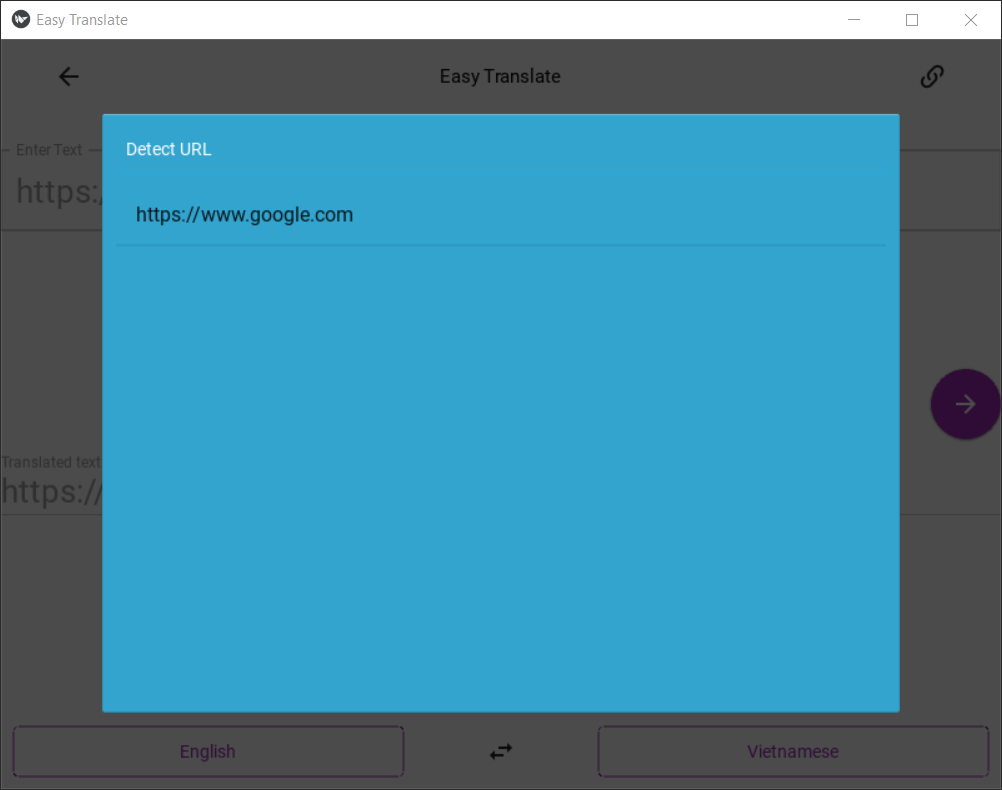 Easy Translate
Easy Translate
Enter Text
https:/
Detect URL
https://www.google.com
Translated text
https://
English
Vietnamese